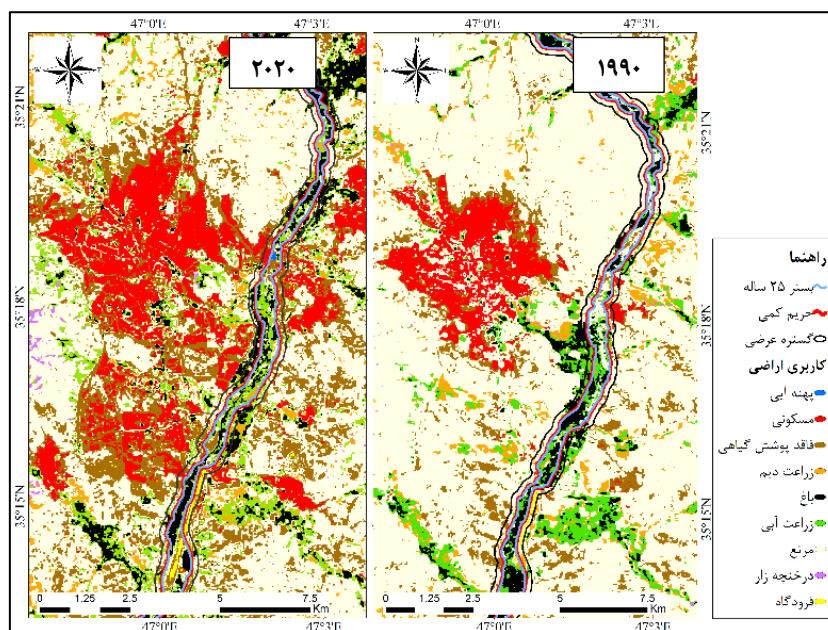 47°0'E
47°3'E
47°0'E
47°3'E
۲۰۲۰
۱۹۹۰
35°21'N
35°18'N
35°15'N
35°21'N
35°18'N
35°15'N
راهنما
بستر ۲۵ ساله
حریم کمی
گستره عرضی
کاربری اراضی
پهنه ابی
مسکونی
فاقد پوشش گیاهی
زراعت دیم
باغ
زراعت آبی
مرتع
درختچه زار
فرودگاه
0 1.25 2.5 5 7.5
Km
0 1.25 2.5 5 7.5
Km
47°0'E
47°3'E
47°0'E
47°3'E